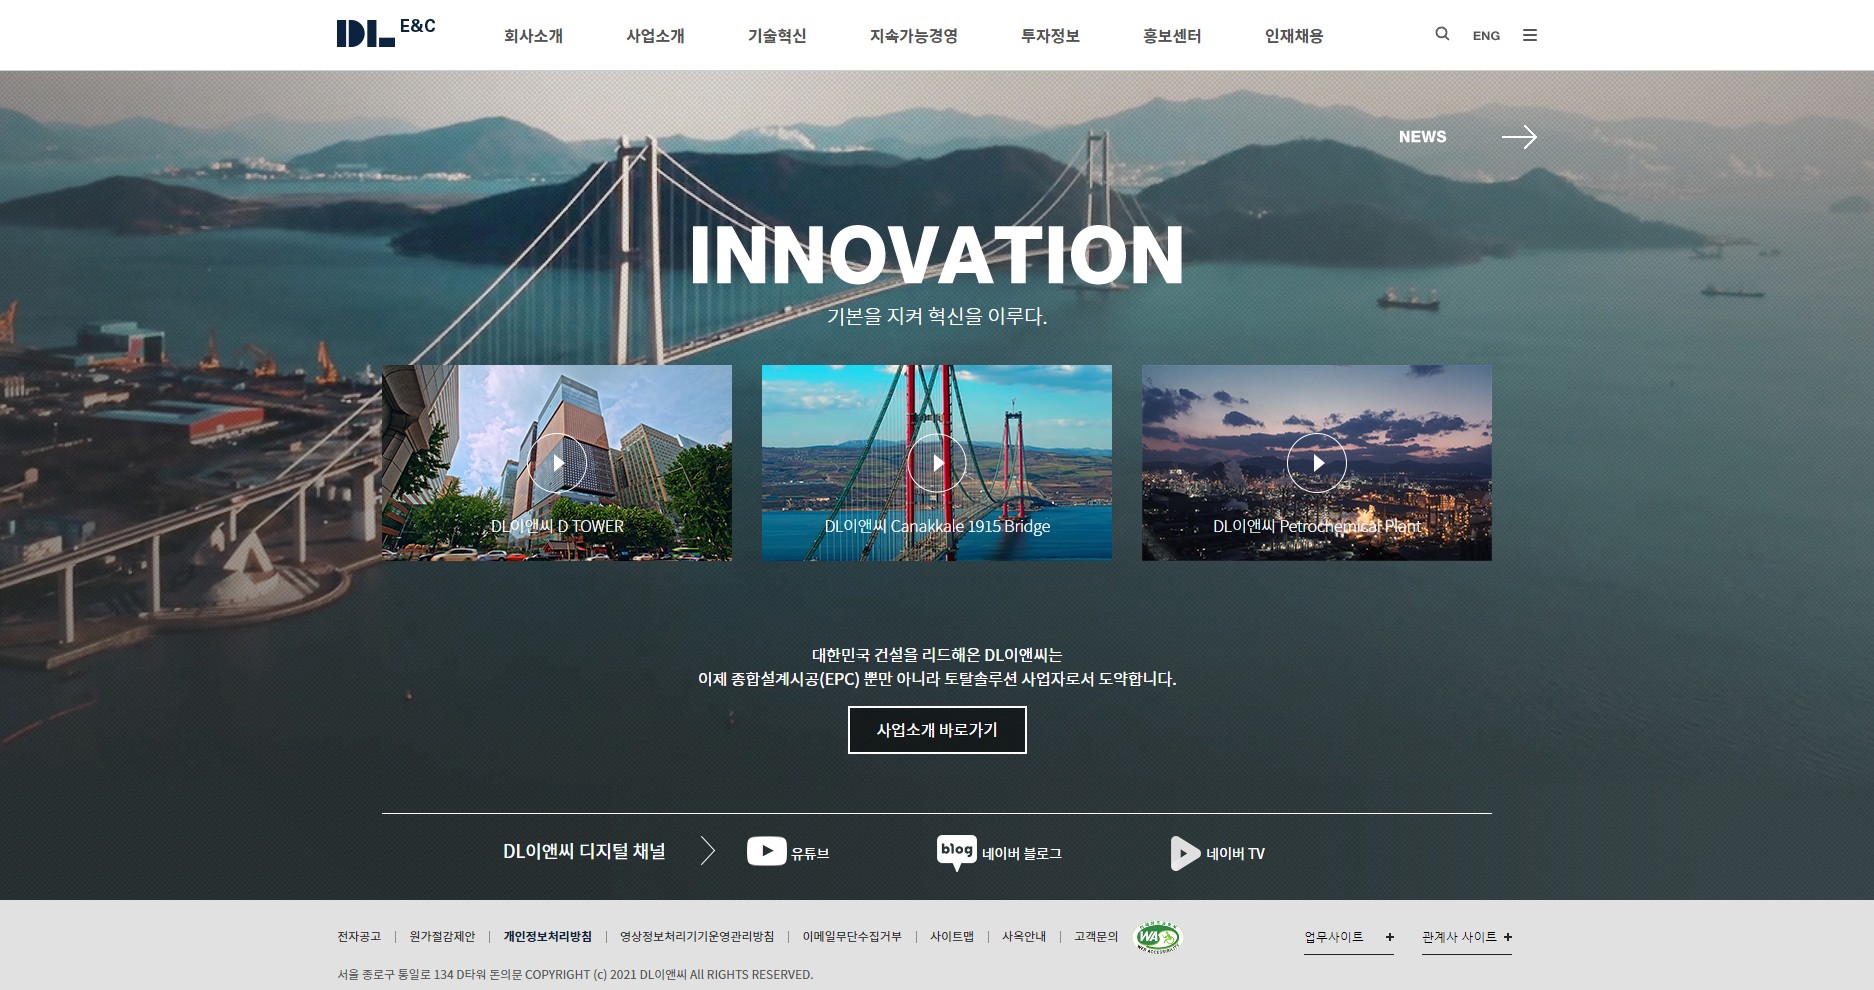 DL E&C
회사소개 사업소개 기술혁신 지속가능경영 투자정보 홍보센터 인재채용 ENG
NEWS
INNOVATION
기본을 지켜 혁신을 이루다.
DL이앤씨 D TOWER
DL이앤씨 Canakkale 1915 Bridge
DL이앤씨 Petrochemical Plant
대한민국 건설을 리드해온 DL이앤씨는
이제 종합설계시공(EPC) 뿐만 아니라 토탈솔루션 사업자로서 도약합니다.
사업소개 바로가기
DL이앤씨 디지털 채널 유튜브 blog 네이버 블로그 네이버 TV
전자공고 원가절감제안 개인정보처리방침 영상정보처리기기운영관리방침 이메일무단수집거부 사이트맵 사옥안내 고객문의 WA 업무사이트 + 관계사 사이트 +
서울 종로구 통일로 134 D타워 돈의문 COPYRIGHT (c) 2021 DL이앤씨 All RIGHTS RESERVED.